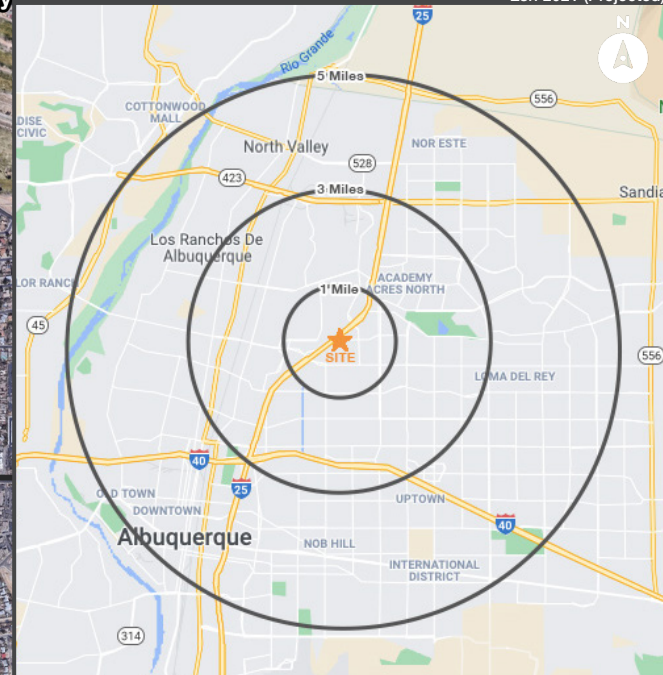 25
N
Rio Grande
5 Miles
556
COTTONWOOD
MALL
DISE
CIVIC
North Valley
NOR ESTE
528
423
3 Miles
Sandia
Los Ranchos De
Albuquerque
ACADEMY
ACRES NORTH
LOR RANCH
1 Mile
45
SITE
556
LOMA DEL REY
40
25
OLD TOWN
UPTOWN
DOWNTOWN
40
Albuquerque
NOB HILL
INTERNATIONAL
DISTRICT
314